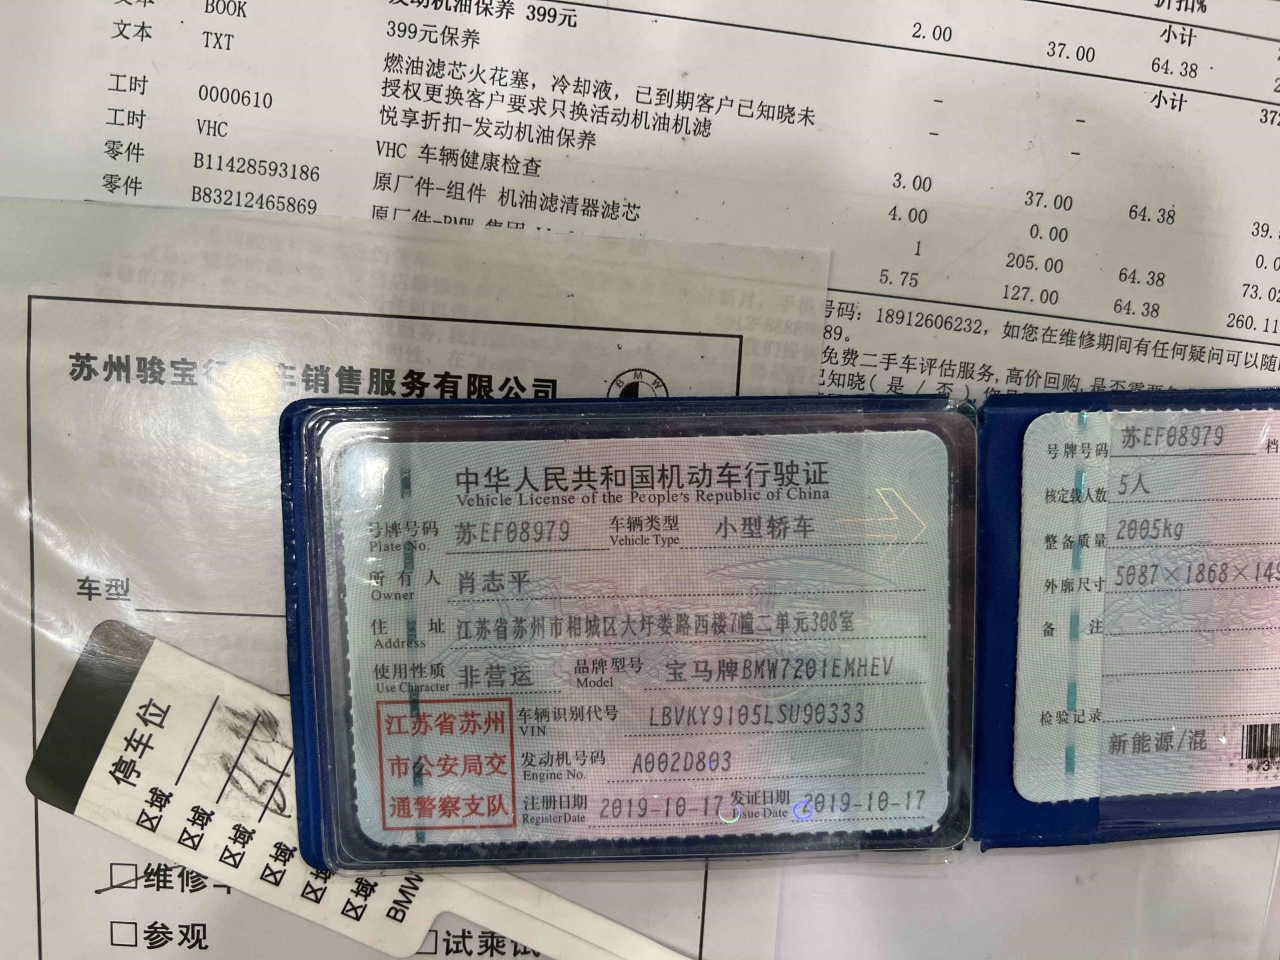 折扣%
文本 BOOK 发动机油保养 399元 小计
文本 TXT 399元保养 2.00 37.00 64.38
燃油滤芯火花塞，冷却液，已到期客户已知晓未 小计
授权更换客户要求只换活动机油机滤 372
工时 0000610 悦享折扣-发动机油保养
工时 VHC VHC 车辆健康检查 3.00 37.00 64.38 39.
零件 B11428593186 原厂件-组件 机油滤清器滤芯 4.00 0.00 0.0
零件 B83212465869 原厂件-BMW 集团 1 205.00 64.38 73.02
5.75 127.00 64.38 260.11
号码: 18912606232, 如您在维修期间有任何疑问可以随
89.
免费二手车评估服务, 高价回购, 是否需要
已知晓( 是 / 否 )
苏州骏宝行 车销售服务有限公司
BMW
车型
停车位
区域
区域
区域
区域
区域
区域
BMW
维修车
参观
试乘试
中华人民共和国机动车行驶证
Vehicle License of the People's Republic of China
号牌号码 苏EF08979 车辆类型 小型轿车
Plate No. Vehicle Type
所有人 肖志平
Owner
住址 江苏省苏州市相城区大圩娄路西楼7幢二单元308室
Address
使用性质 非营运 品牌型号 宝马牌BMW7201EMHEV
Use Character Model
江苏省苏州
市公安局交
通警察支队
车辆识别代号 LBVKY9105LSU90333
VIN
发动机号码 A002D803
Engine No.
注册日期 2019-10-17 发证日期 2019-10-17
Register Date Issue Date
号牌号码 苏EF08979 档
核定载人数 5人
整备质量 2005kg
外廓尺寸 5087×1868×149
备注
检验记录
新能源/混